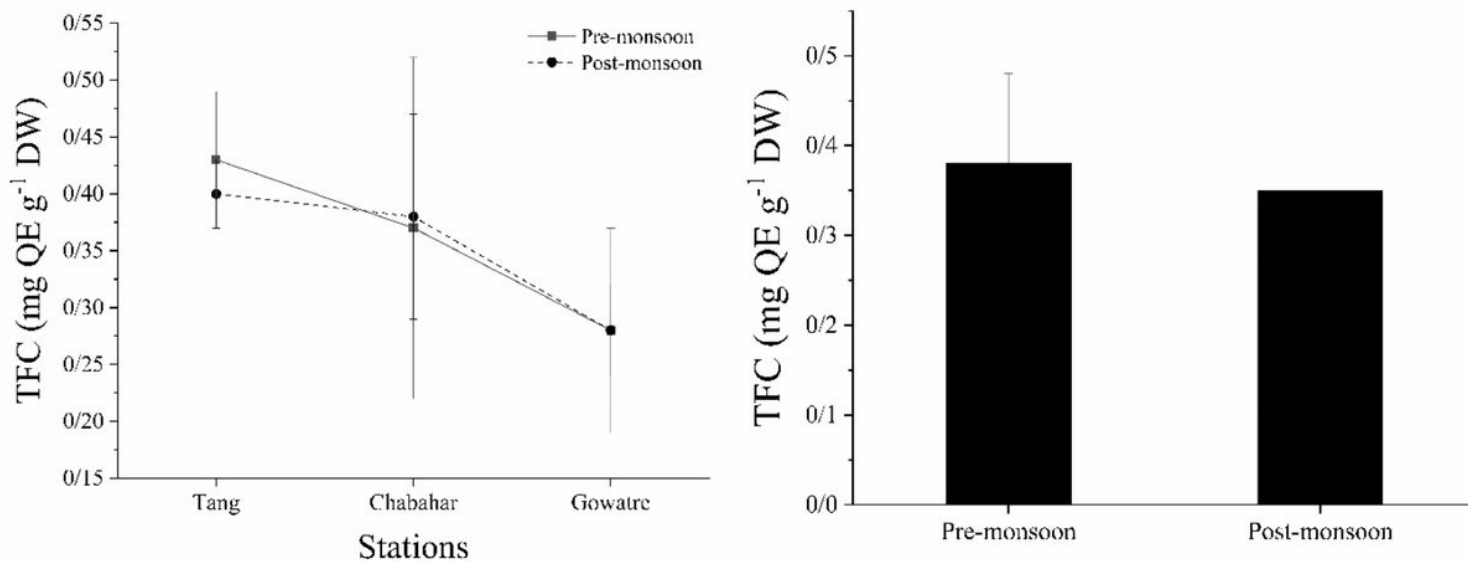 TFC (mg QE g⁻¹ DW)
0/55
0/50
0/45
0/40
0/35
0/30
0/25
0/20
0/15
Pre-monsoon
Post-monsoon
Tang
Chabahar
Gowatre
Stations
TFC (mg QE g⁻¹ DW)
0/5
0/4
0/3
0/2
0/1
0/0
Pre-monsoon
Post-monsoon